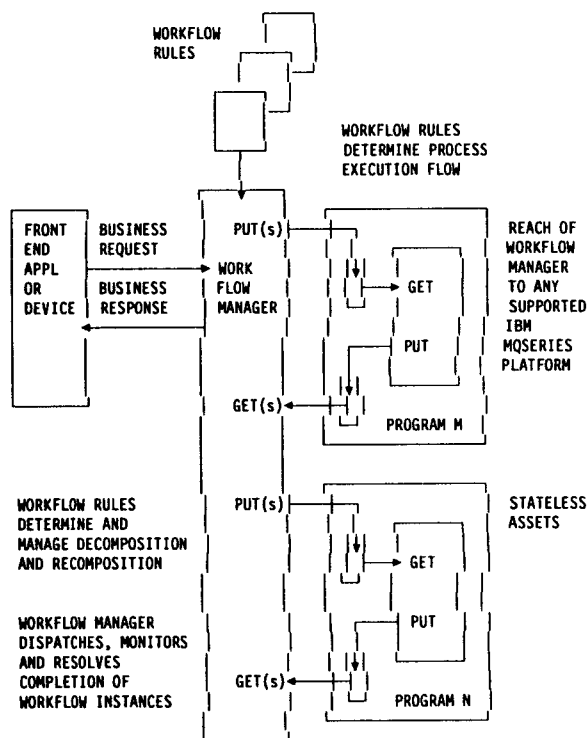 WORKFLOW
RULES
WORKFLOW RULES
DETERMINE PROCESS
EXECUTION FLOW
FRONT
END
APPL
OR
DEVICE
BUSINESS
REQUEST
BUSINESS
RESPONSE
PUT(s)
WORK
FLOW
MANAGER
GET(s)
GET
PUT
PROGRAM M
REACH OF
WORKFLOW
MANAGER
TO ANY
SUPPORTED
IBM
MQSERIES
PLATFORM
WORKFLOW RULES
DETERMINE AND
MANAGE DECOMPOSITION
AND RECOMPOSITION
WORKFLOW MANAGER
DISPATCHES, MONITORS
AND RESOLVES
COMPLETION OF
WORKFLOW INSTANCES
PUT(s)
GET(s)
GET
PUT
PROGRAM N
STATELESS
ASSETS